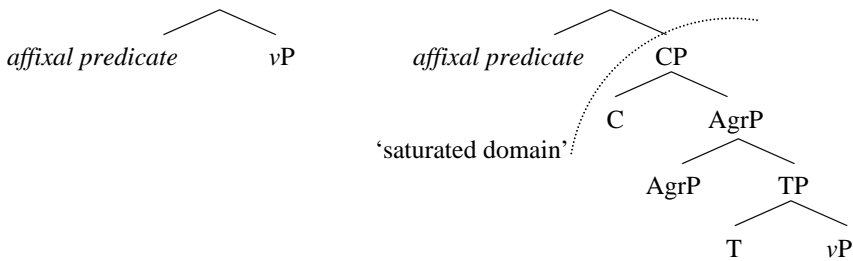 affixal predicate vP affixal predicate CP
C AgrP
‘saturated domain’
AgrP TP
T vP